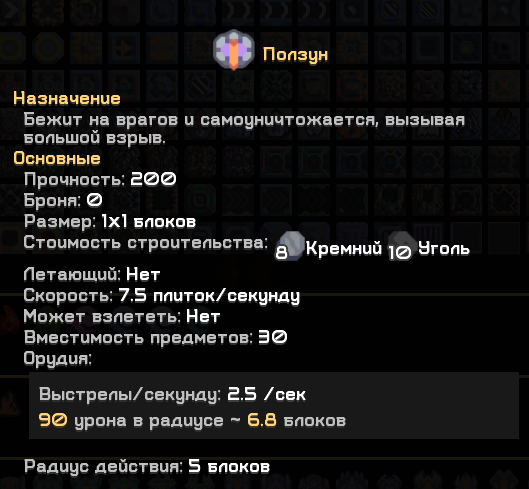 Ползун
Назначение
Бежит на врагов и самоуничтожается, вызывая
большой взрыв.
Основные
Прочность: 200
Броня: 0
Размер: 1x1 блоков
Стоимость строительства: 8 Кремний 10 Уголь
Летающий: Нет
Скорость: 7.5 плиток/секунду
Может взлететь: Нет
Вместимость предметов: 30
Орудия:
Выстрелы/секунду: 2.5 /сек
90 урона в радиусе ~ 6.8 блоков
Радиус действия: 5 блоков